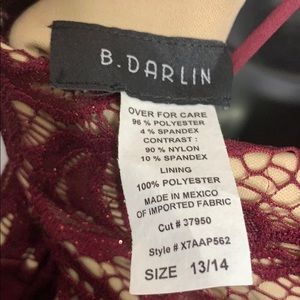 B. DARLIN
OVER FOR CARE
96 % POLYESTER
4 % SPANDEX
CONTRAST :
90 % NYLON
10 % SPANDEX
LINING
100% POLYESTER
MADE IN MEXICO
OF IMPORTED FABRIC
Cut # 37950
Style # X7AAP562
SIZE 13/14